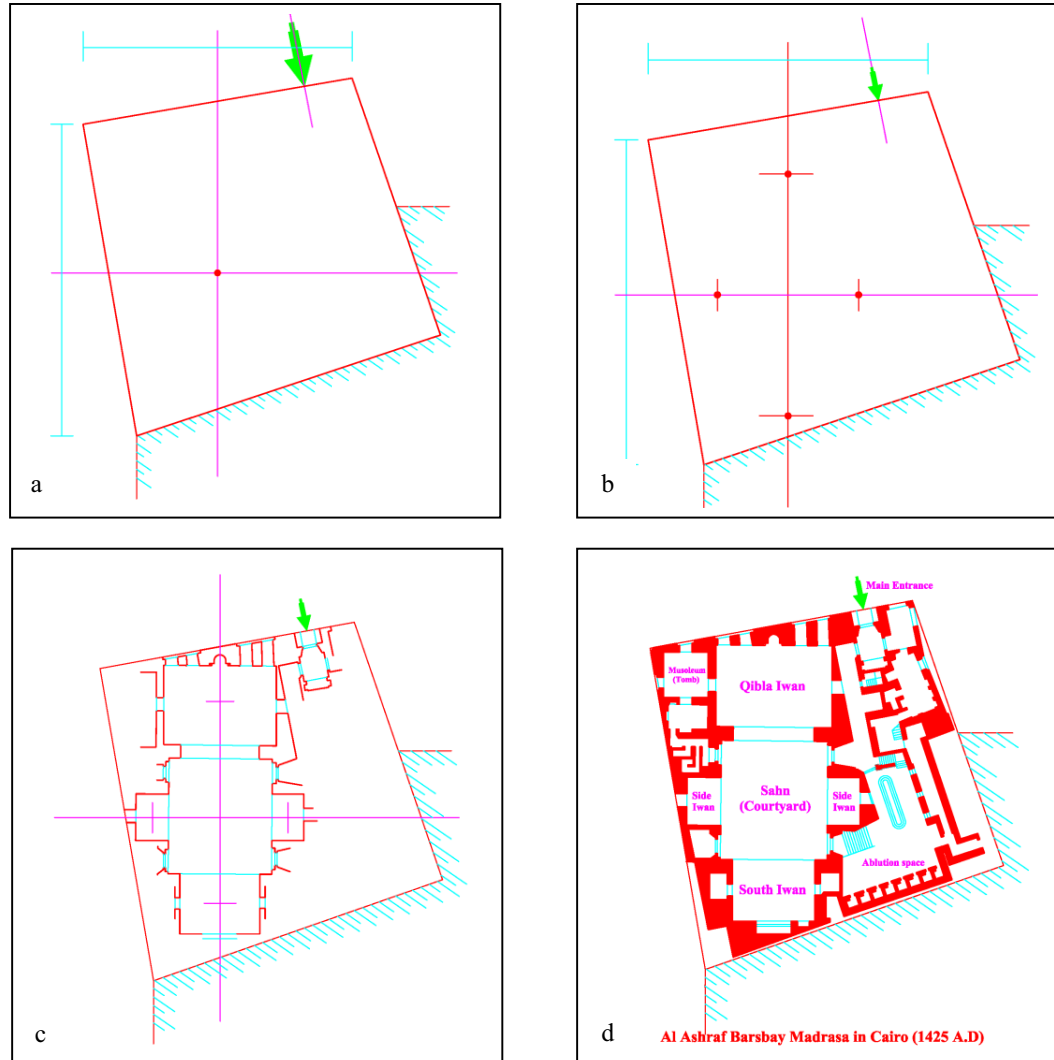 a
b
c
Main Entrance
Musoleum
(Tomb)
Qibla Iwan
Side
Iwan
Sahn
(Courtyard)
Side
Iwan
South Iwan
Ablution space
d
Al Ashraf Barsbay Madrasa in Cairo (1425 A.D)